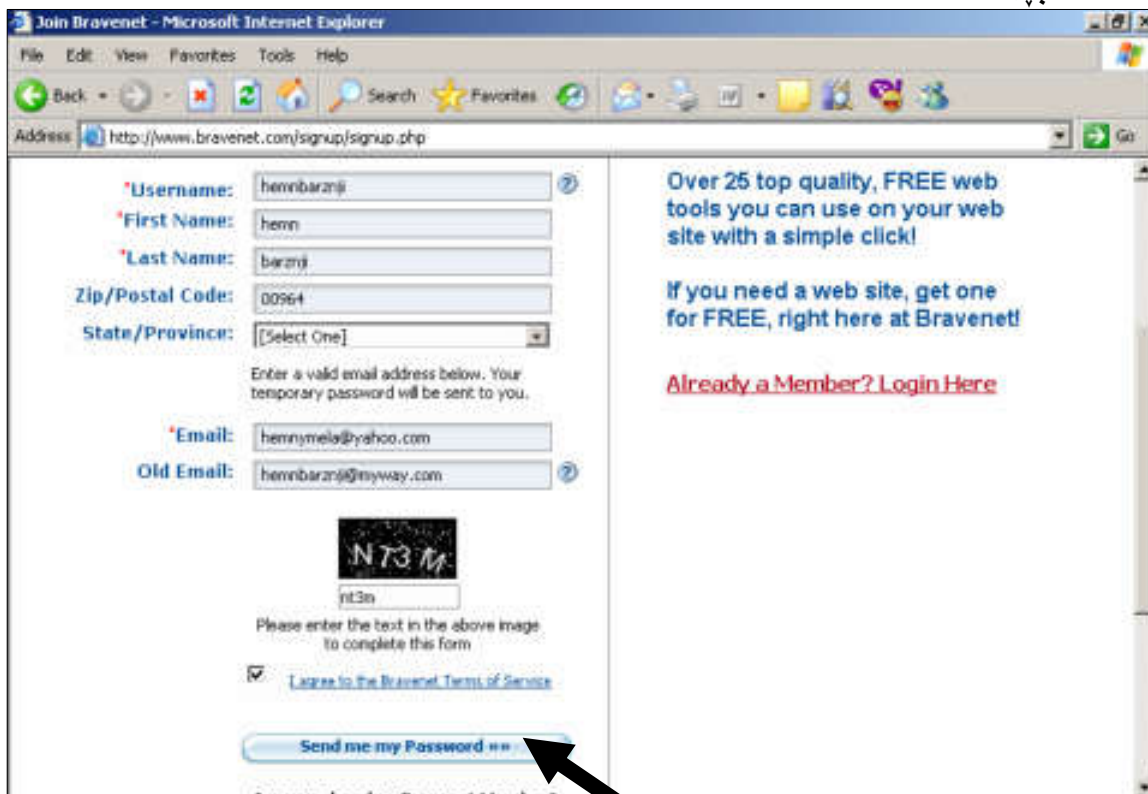 Join Bravenet - Microsoft Internet Explorer
File Edit View Favorites Tools Help
Back Search Favorites
Address http://www.bravenet.com/signup/signup.php Go
*Username: hemnbarznji
*First Name: hemn
*Last Name: barznji
Zip/Postal Code: 00964
State/Province: [Select One]
Enter a valid email address below. Your
temporary password will be sent to you.
*Email: hemnymela@yahoo.com
Old Email: hemnbarznji@myway.com
NT3M
nt3m
Please enter the text in the above image
to complete this form
I agree to the Bravenet Terms of Service
Send me my Password »»
Over 25 top quality, FREE web
tools you can use on your web
site with a simple click!
If you need a web site, get one
for FREE, right here at Bravenet!
Already a Member? Login Here